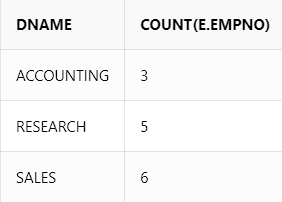 DNAME COUNT(E.EMPNO)
ACCOUNTING 3
RESEARCH 5
SALES 6